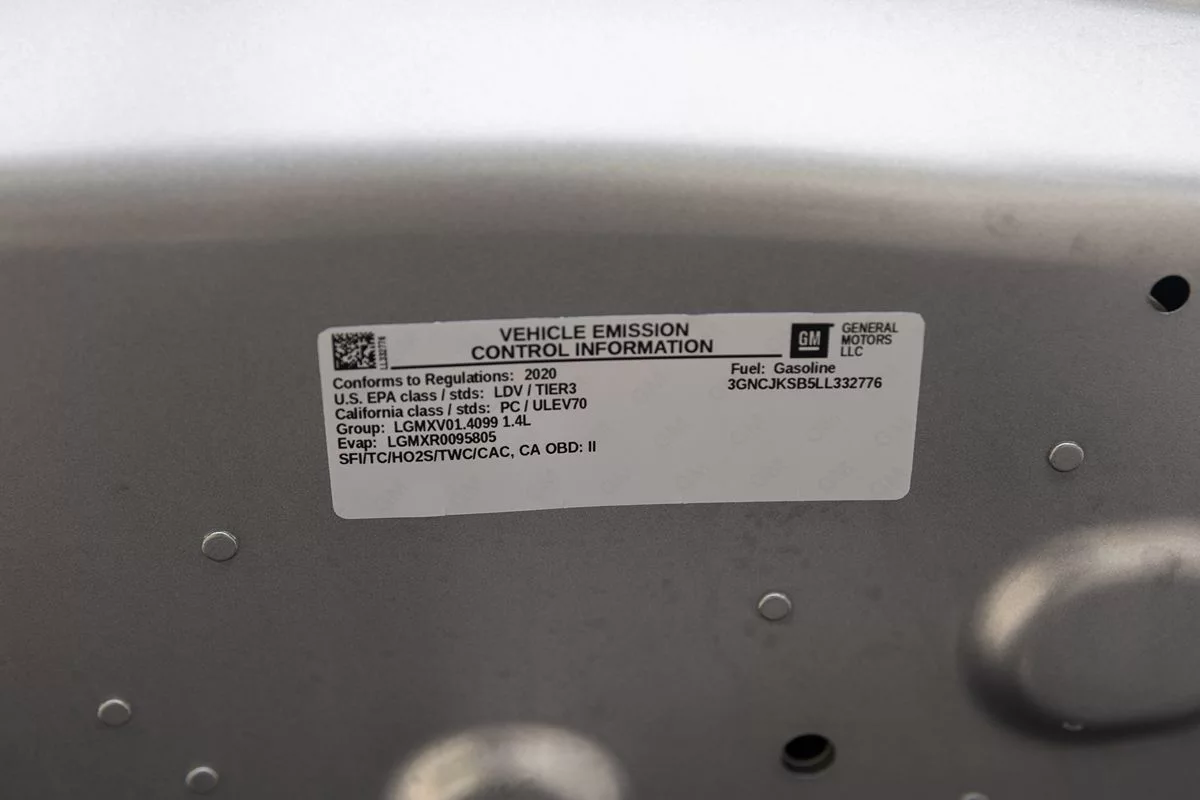 VEHICLE EMISSION
CONTROL INFORMATION
GM
GENERAL
MOTORS
LLC
LL332776
Conforms to Regulations: 2020
U.S. EPA class / stds: LDV / TIER3
California class / stds: PC / ULEV70
Group: LGMXV01.4099 1.4L
Evap: LGMXR0095805
SFI/TC/HO2S/TWC/CAC, CA OBD: II
Fuel: Gasoline
3GNCJKSB5LL332776